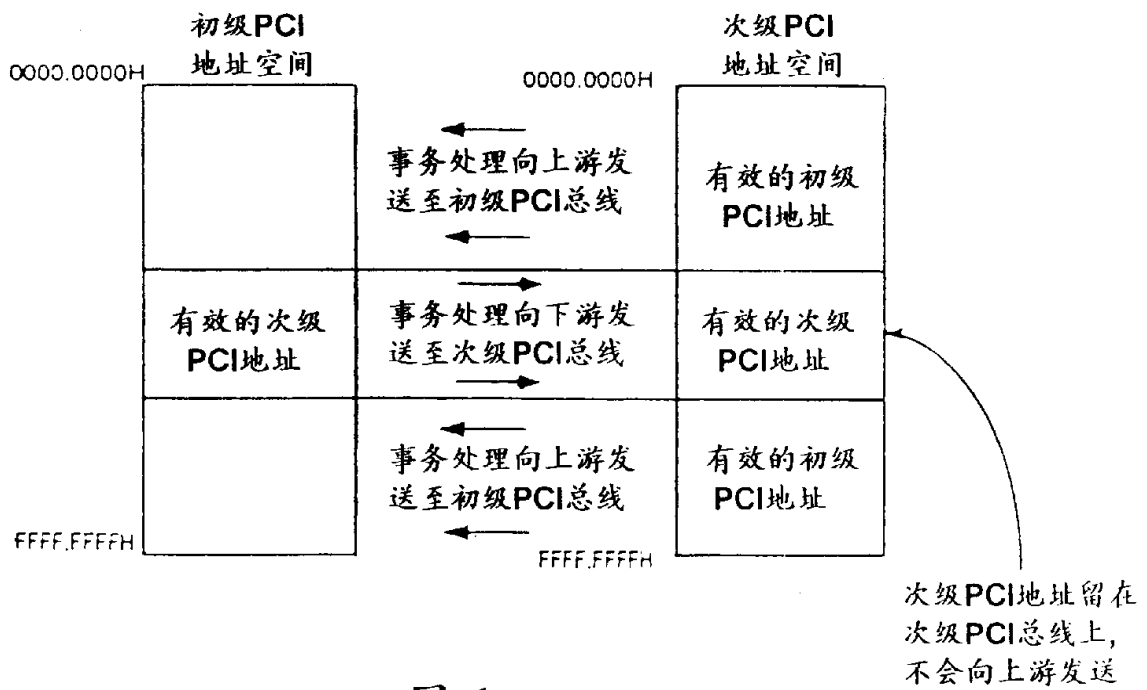 初级PCI
地址空间
次级PCI
地址空间
0000.0000H
0000.0000H
事务处理向上游发
送至初级PCI总线
有效的初级
PCI地址
有效的次级
PCI地址
事务处理向下游发
送至次级PCI总线
有效的次级
PCI地址
事务处理向上游发
送至初级PCI总线
有效的初级
PCI地址
FFFF.FFFFH
FFFF.FFFFH
次级PCI地址留在
次级PCI总线上,
不会向上游发送